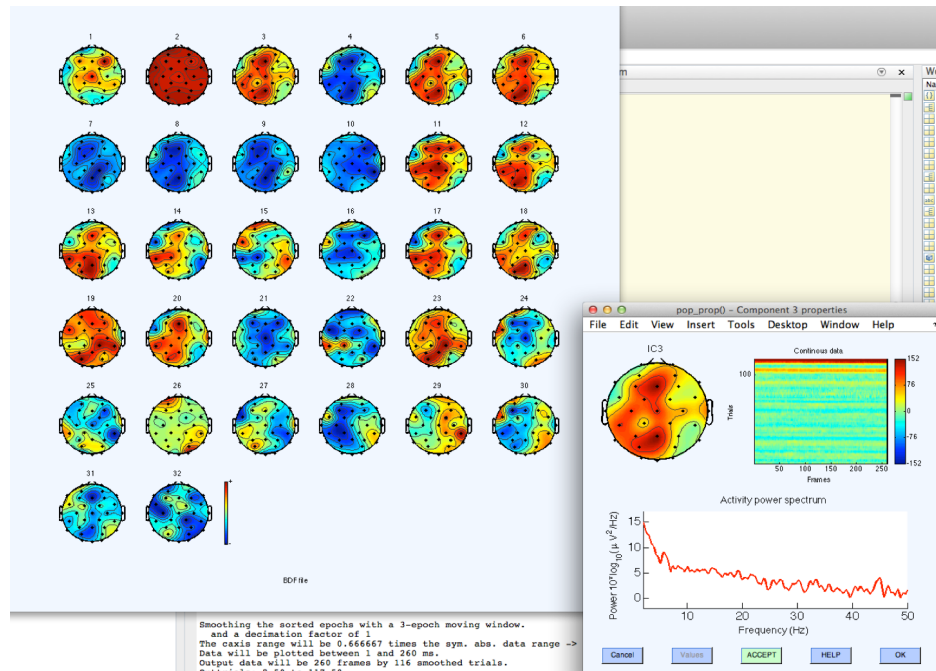 1 2 3 4 5 6
7 8 9 10 11 12
13 14 15 16 17 18
19 20 21 22 23 24
25 26 27 28 29 30
31 32
+
-
BDF file
m
W
Na
pop_prop() - Component 3 properties
File Edit View Insert Tools Desktop Window Help
IC3
Continous data
100
Trials
50 100 150 200 250
Frames
152
76
0
-76
-152
Activity power spectrum
Power 10*log10(μV2/Hz)
15
10
5
0
10 20 30 40 50
Frequency (Hz)
Cancel Values ACCEPT HELP OK
Smoothing the sorted epochs with a 3-epoch moving window.
and a decimation factor of 1
The caxis range will be 0.666667 times the sym. abs. data range ->
Data will be plotted between 1 and 260 ms.
Output data will be 260 frames by 116 smoothed trials.